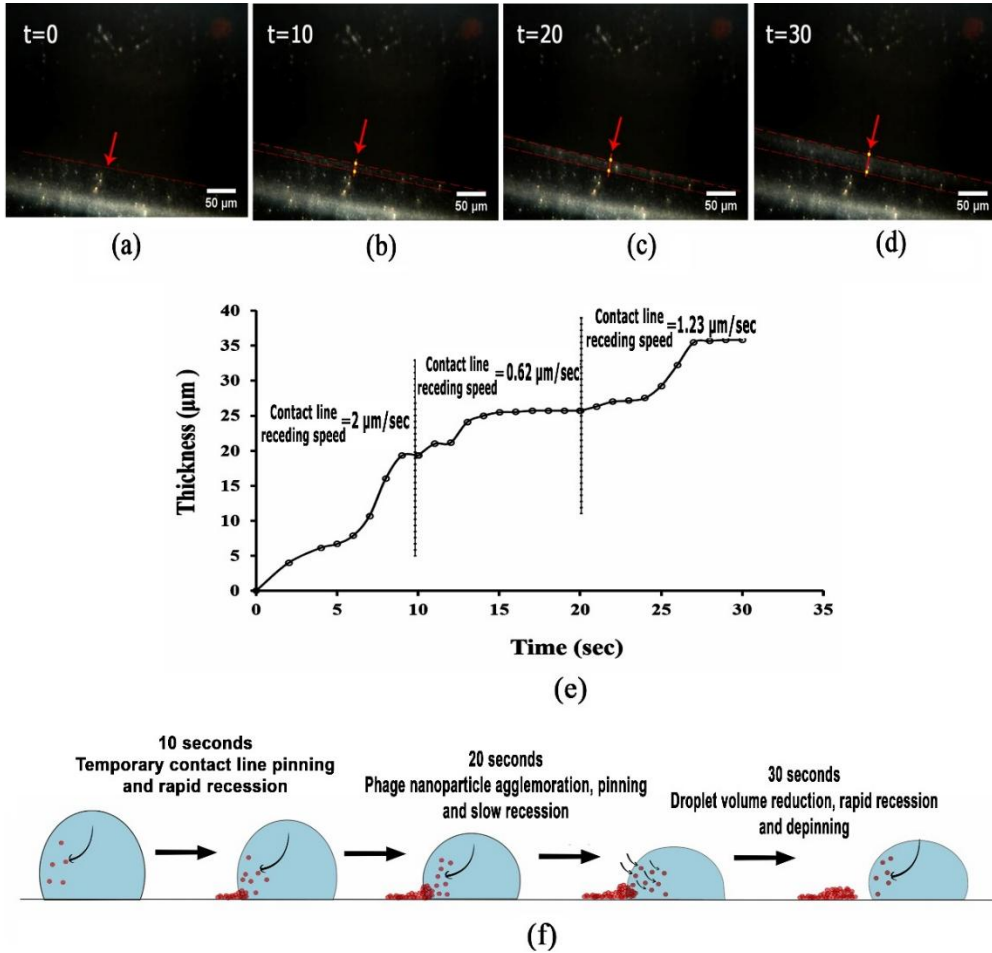 t=0
t=10
t=20
t=30
50 µm
50 µm
50 µm
50 µm
(a)
(b)
(c)
(d)
40
35
30
25
20
15
10
5
0
Thickness (µm)
Contact line
receding speed =2 µm/sec
Contact line
receding speed = 0.62 µm/sec
Contact line
receding speed =1.23 µm/sec
0 5 10 15 20 25 30 35
Time (sec)
(e)
10 seconds
Temporary contact line pinning
and rapid recession
20 seconds
Phage nanoparticle agglomoration, pinning
and slow recession
30 seconds
Droplet volume reduction, rapid recession
and depinning
(f)